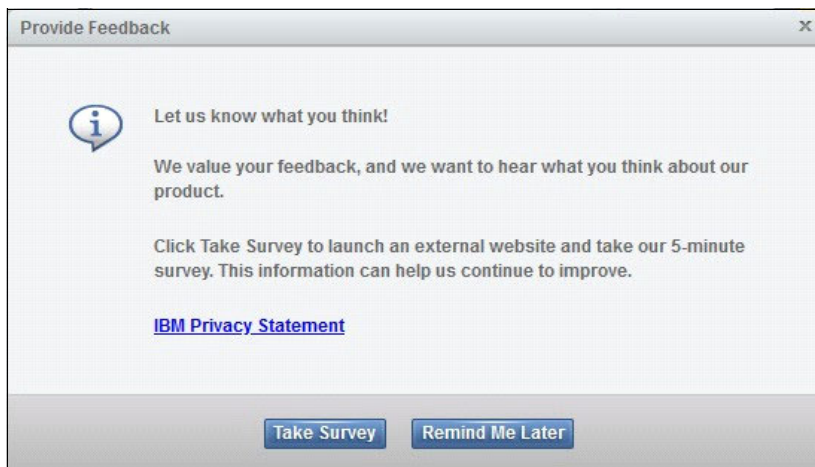 Provide Feedback x
i
Let us know what you think!
We value your feedback, and we want to hear what you think about our
product.
Click Take Survey to launch an external website and take our 5-minute
survey. This information can help us continue to improve.
IBM Privacy Statement
Take Survey Remind Me Later